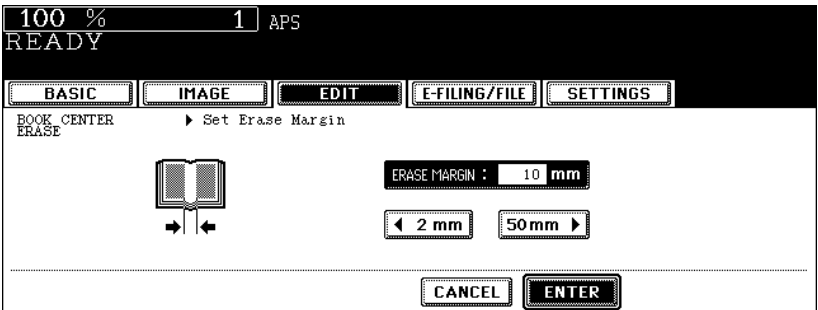 100 % 1 APS
READY
BASIC IMAGE EDIT E-FILING/FILE SETTINGS
BOOK CENTER ▶ Set Erase Margin
ERASE
ERASE MARGIN : 10 mm
◀ 2 mm 50mm ▶
CANCEL ENTER